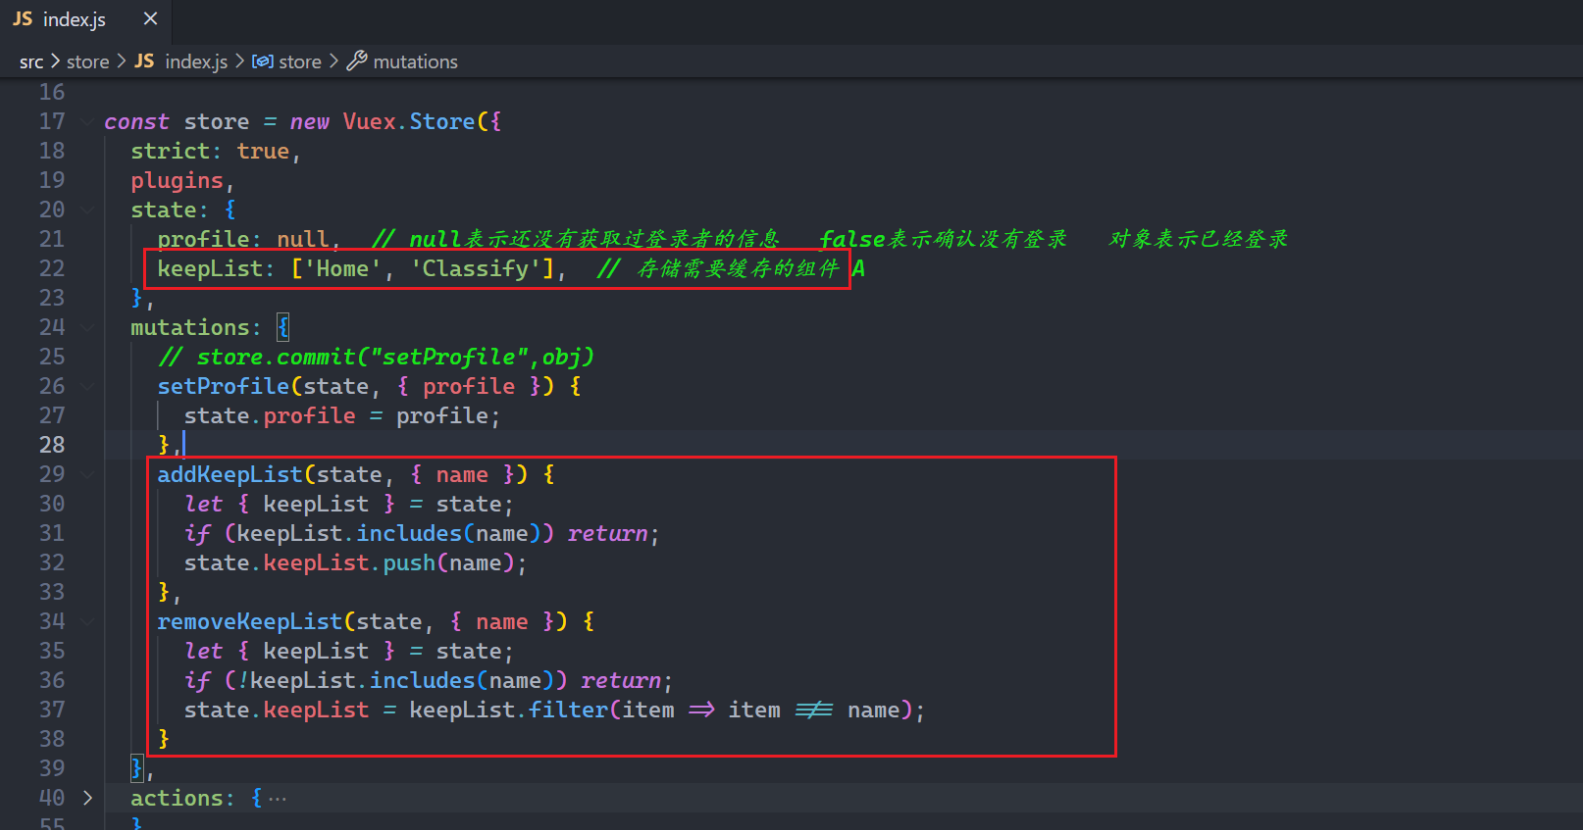 JS index.js ×
src > store > JS index.js > store > mutations
16
17 const store = new Vuex.Store({
18 strict: true,
19 plugins,
20 state: {
21 profile: null, // null表示还没有获取过登录者的信息 false表示确认没有登录 对象表示已经登录
22 keepList: ['Home', 'Classify'], // 存储需要缓存的组件 A
23 },
24 mutations: {
25 // store.commit("setProfile",obj)
26 setProfile(state, { profile }) {
27 state.profile = profile;
28 },
29 addKeepList(state, { name }) {
30 let { keepList } = state;
31 if (keepList.includes(name)) return;
32 state.keepList.push(name);
33 },
34 removeKeepList(state, { name }) {
35 let { keepList } = state;
36 if (!keepList.includes(name)) return;
37 state.keepList = keepList.filter(item => item !== name);
38 }
39 },
40 actions: { ···
55 }